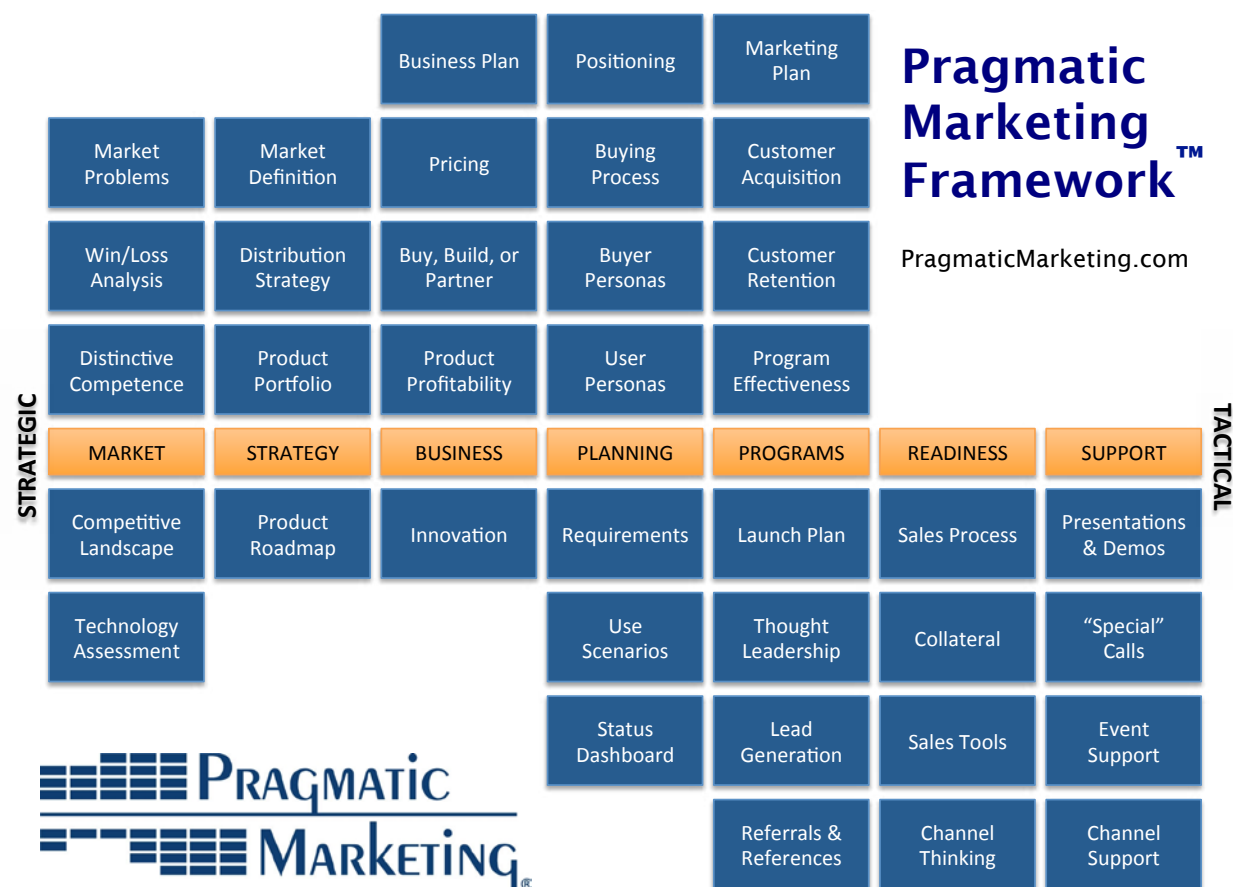 Business Plan
Positioning
Marketing
Plan
Pragmatic
Marketing
Framework™
PragmaticMarketing.com
Market
Problems
Market
Definition
Pricing
Buying
Process
Customer
Acquisition
Win/Loss
Analysis
Distribution
Strategy
Buy, Build, or
Partner
Buyer
Personas
Customer
Retention
Distinctive
Competence
Product
Portfolio
Product
Profitability
User
Personas
Program
Effectiveness
STRATEGIC
MARKET
STRATEGY
BUSINESS
PLANNING
PROGRAMS
READINESS
SUPPORT
TACTICAL
Competitive
Landscape
Product
Roadmap
Innovation
Requirements
Launch Plan
Sales Process
Presentations
& Demos
Technology
Assessment
Use
Scenarios
Thought
Leadership
Collateral
“Special”
Calls
Status
Dashboard
Lead
Generation
Sales Tools
Event
Support
Referrals &
References
Channel
Thinking
Channel
Support
PRAGMATIC
MARKETING®